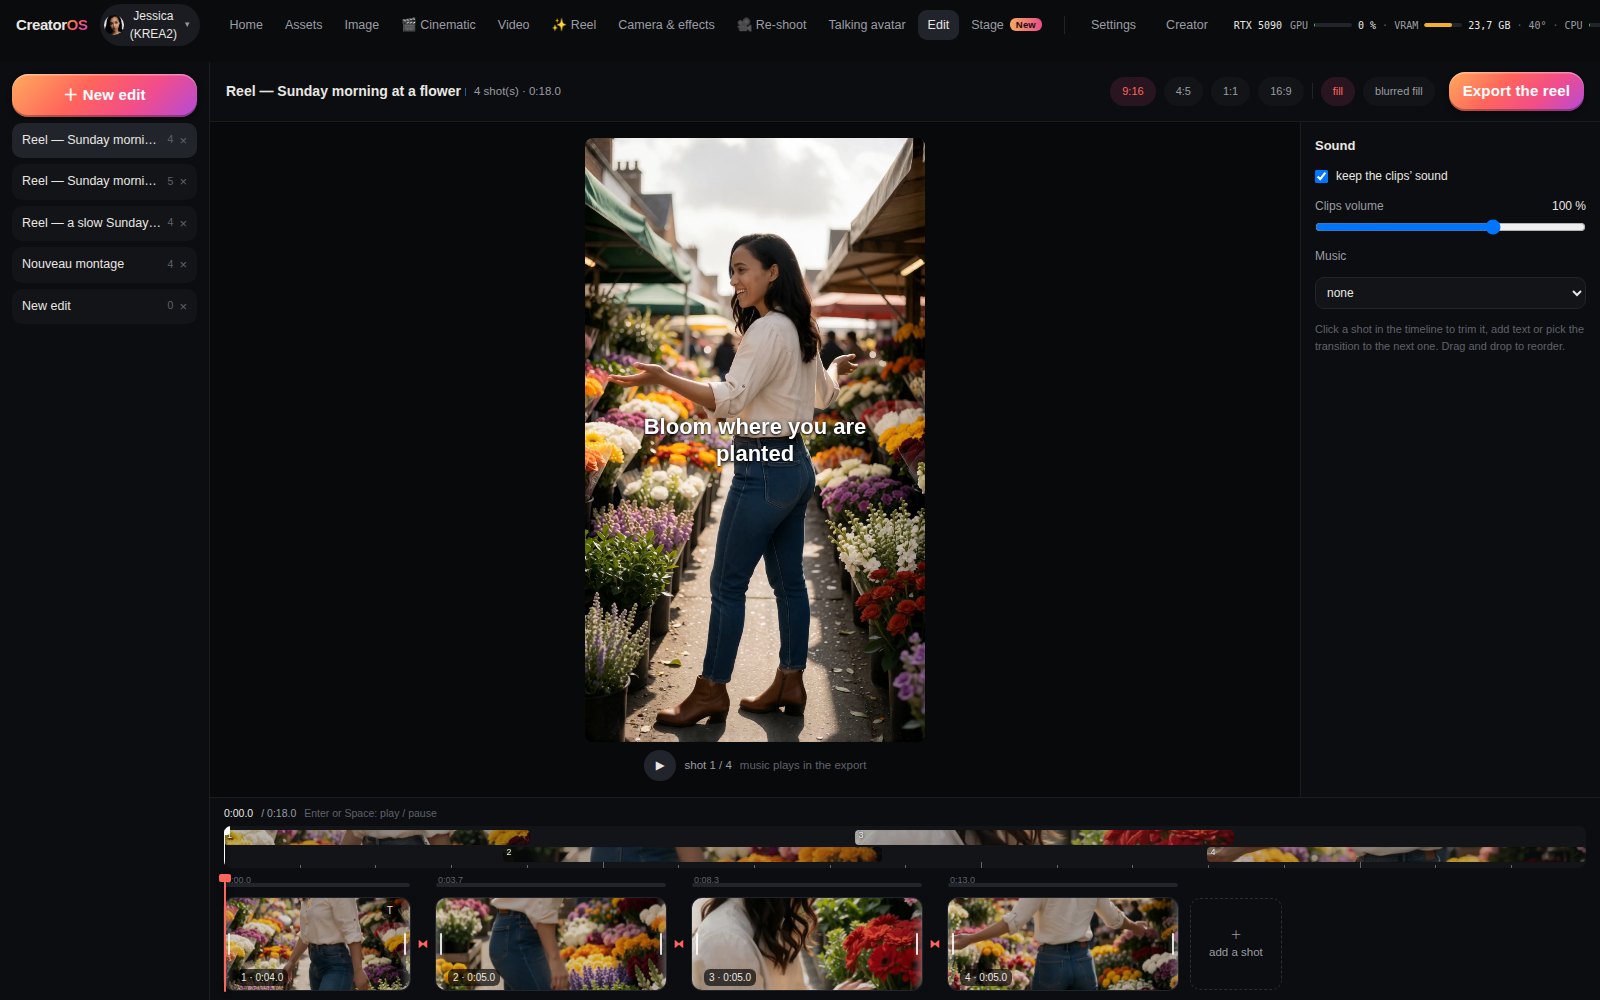 CreatorOS
Jessica
(KREA2)
Home
Assets
Image
Cinematic
Video
Reel
Camera & effects
Re-shoot
Talking avatar
Edit
Stage New
Settings
Creator
RTX 5090 GPU 0 % · VRAM 23,7 GB · 40° · CPU
+ New edit
Reel — Sunday morni… 4 ×
Reel — Sunday morni… 5 ×
Reel — a slow Sunday… 4 ×
Nouveau montage 4 ×
New edit 0 ×
Reel — Sunday morning at a flower
4 shot(s) · 0:18.0
9:16
4:5
1:1
16:9
fill
blurred fill
Export the reel
Bloom where you are
planted
shot 1 / 4 music plays in the export
Sound
keep the clips' sound
Clips volume 100 %
Music
none
Click a shot in the timeline to trim it, add text or pick the
transition to the next one. Drag and drop to reorder.
0:00.0 / 0:18.0 Enter or Space: play / pause
1
3
2
4
0:03.7
0:08.3
0:13.0
T
1 · 0:04.0
2 · 0:05.0
3 · 0:05.0
4 · 0:05.0
+
add a shot